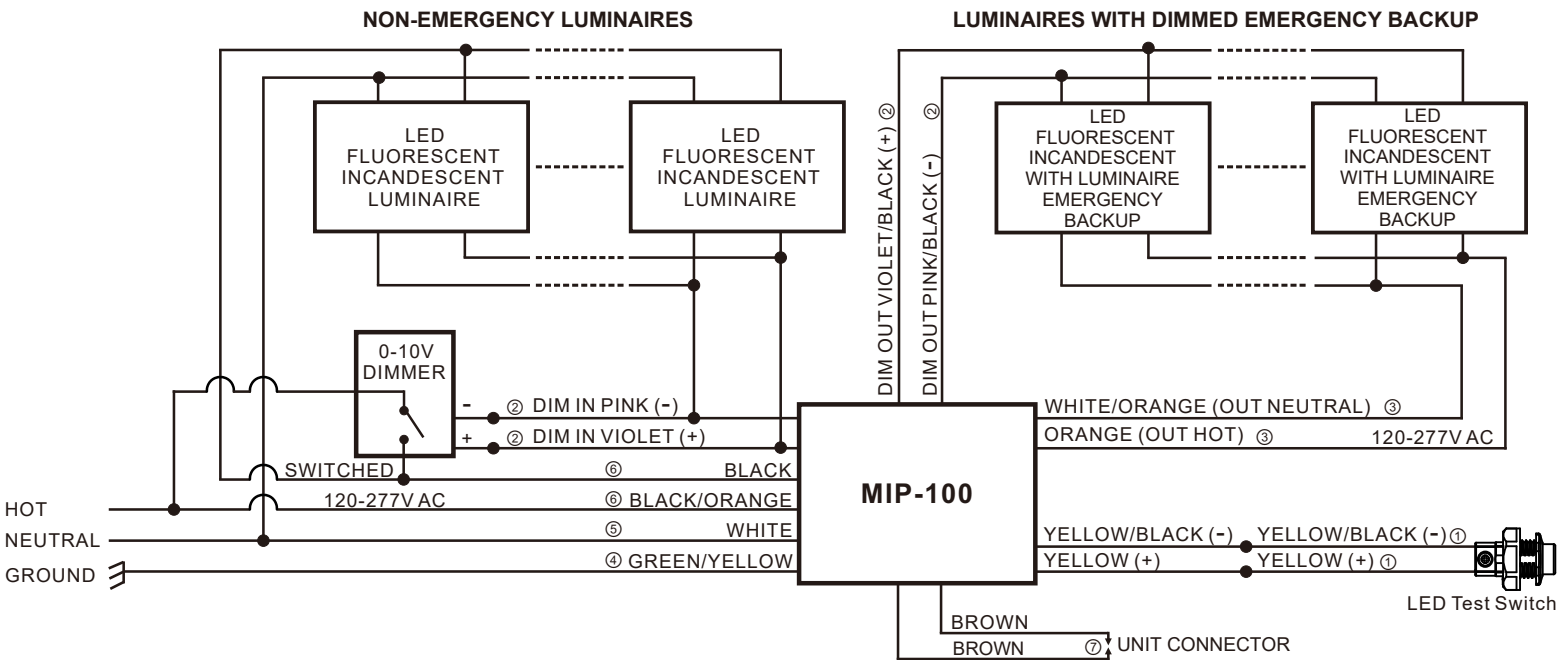 NON-EMERGENCY LUMINAIRES
LUMINAIRES WITH DIMMED EMERGENCY BACKUP
LED
FLUORESCENT
INCANDESCENT
LUMINAIRE
LED
FLUORESCENT
INCANDESCENT
LUMINAIRE
DIM OUT VIOLET/BLACK (+) ②
DIM OUT PINK/BLACK (-) ②
LED
FLUORESCENT
INCANDESCENT
WITH LUMINAIRE
EMERGENCY
BACKUP
LED
FLUORESCENT
INCANDESCENT
WITH LUMINAIRE
EMERGENCY
BACKUP
0-10V
DIMMER
- ② DIM IN PINK (-)
+ ② DIM IN VIOLET (+)
SWITCHED ⑥ BLACK
HOT 120-277V AC ⑥ BLACK/ORANGE
NEUTRAL ⑤ WHITE
GROUND ④ GREEN/YELLOW
MIP-100
WHITE/ORANGE (OUT NEUTRAL) ③
ORANGE (OUT HOT) ③ 120-277V AC
YELLOW/BLACK (-) YELLOW/BLACK (-) ①
YELLOW (+) YELLOW (+) ①
LED Test Switch
BROWN
BROWN ⑦ UNIT CONNECTOR